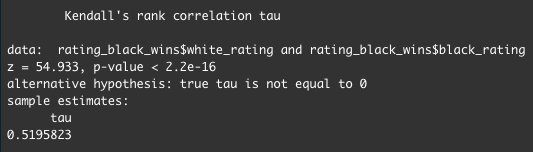 Kendall's rank correlation tau
data:  rating_black_wins$white_rating and rating_black_wins$black_rating
z = 54.933, p-value < 2.2e-16
alternative hypothesis: true tau is not equal to 0
sample estimates:
tau
0.5195823